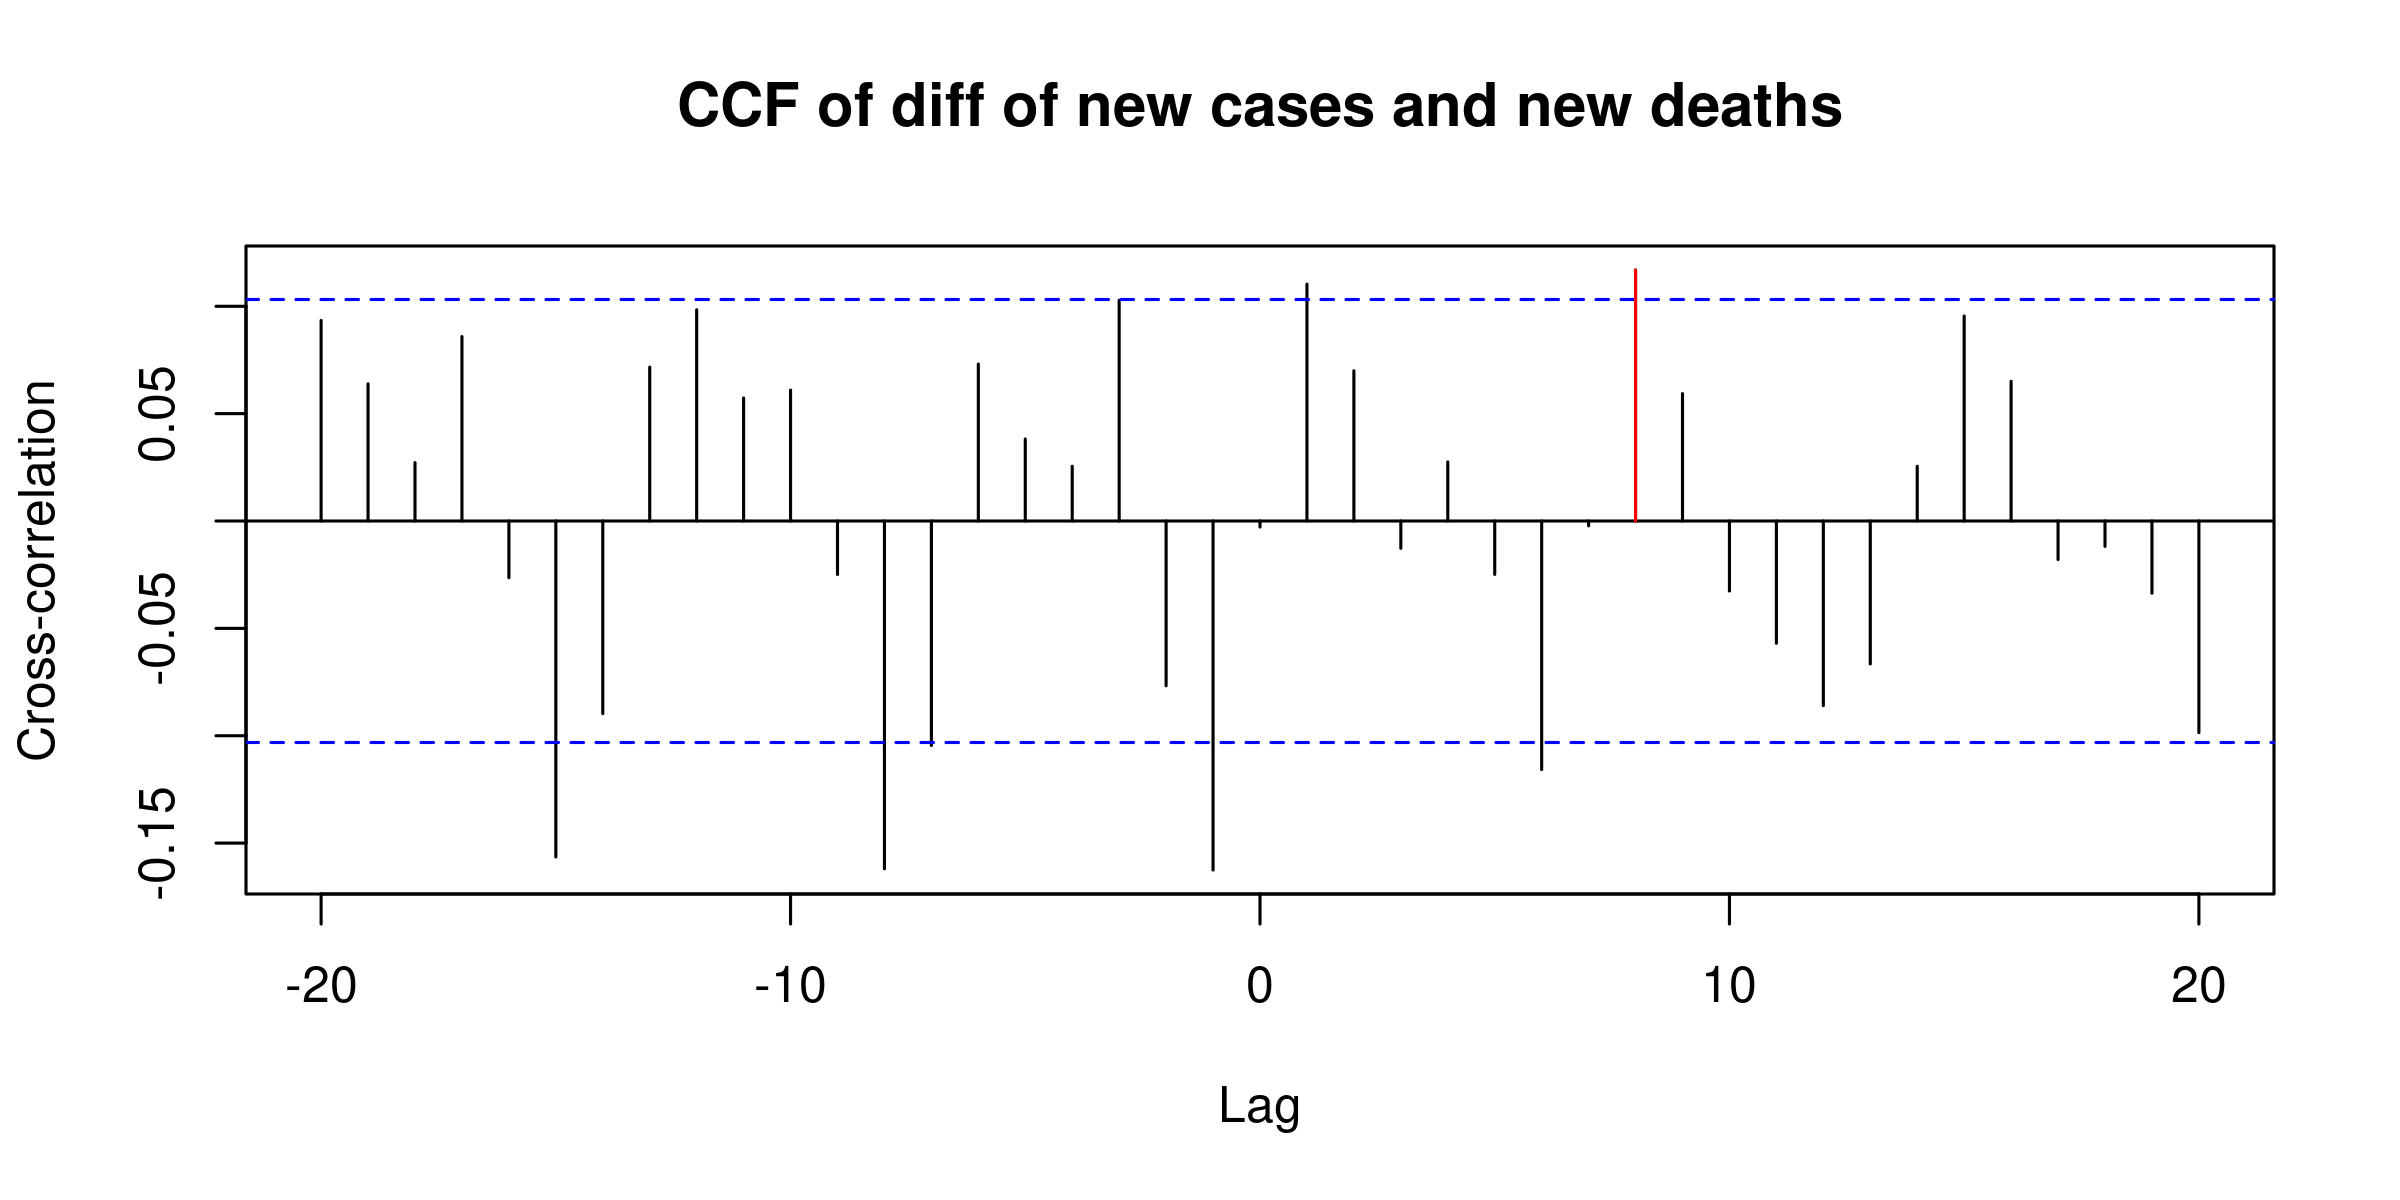 CCF of diff of new cases and new deaths
Cross-correlation
0.05
-0.05
-0.15
-20 -10 0 10 20
Lag